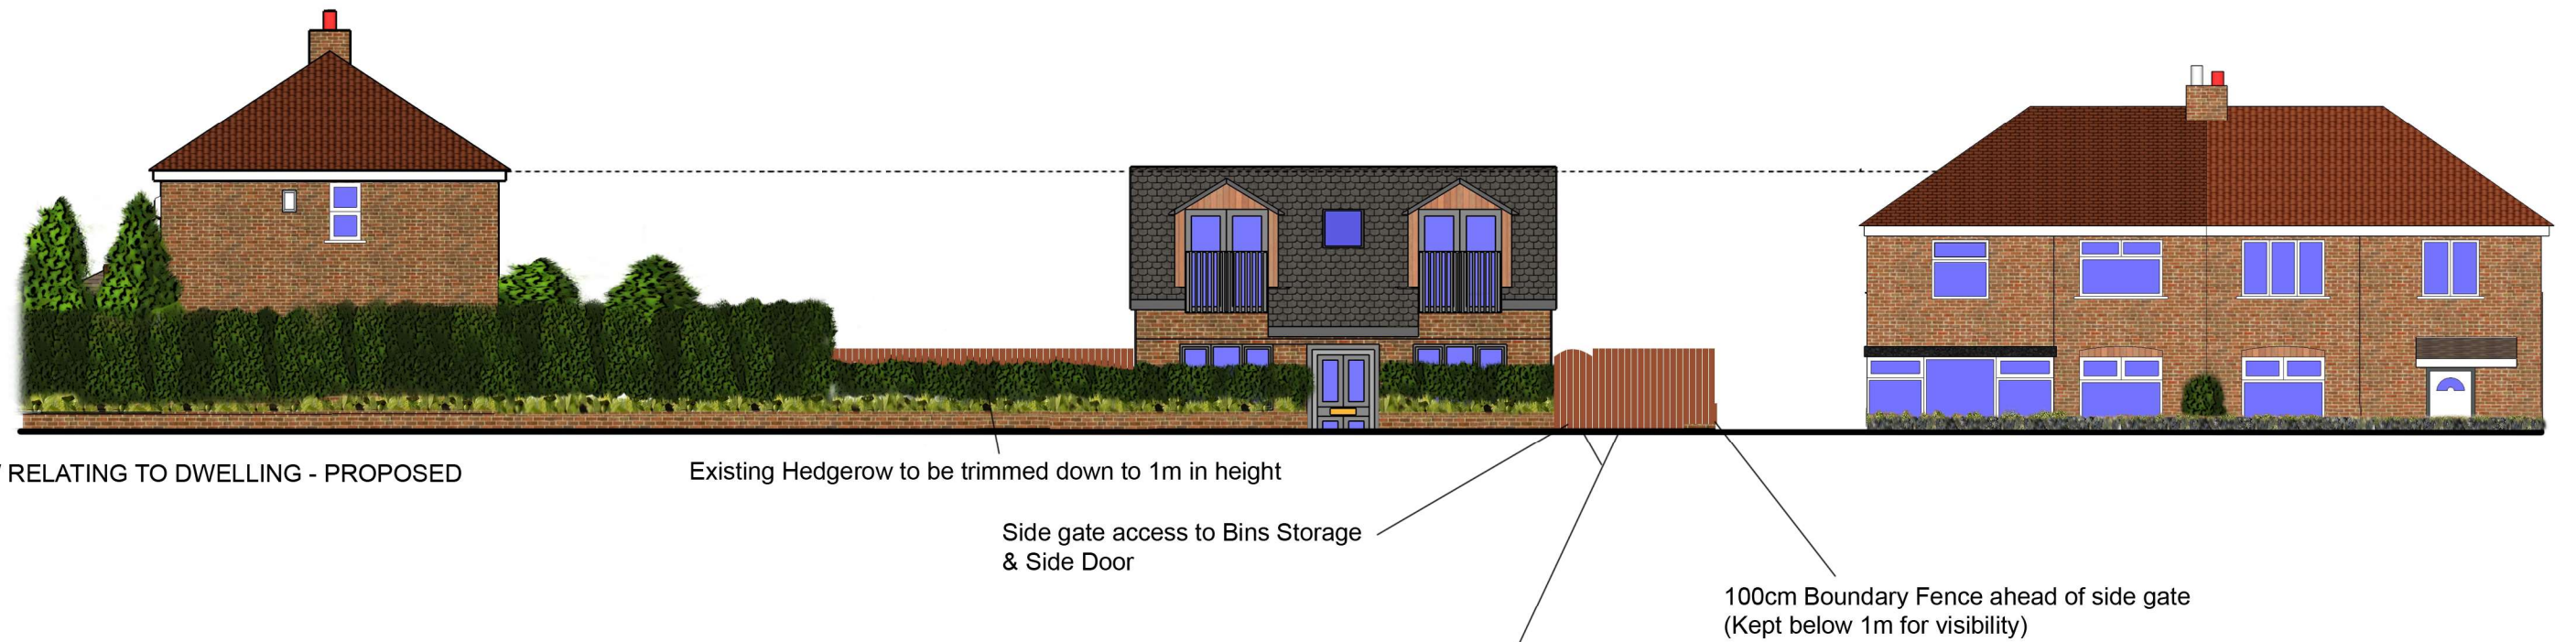 RELATING TO DWELLING - PROPOSED
Existing Hedgerow to be trimmed down to 1m in height
Side gate access to Bins Storage
& Side Door
100cm Boundary Fence ahead of side gate
(Kept below 1m for visibility)